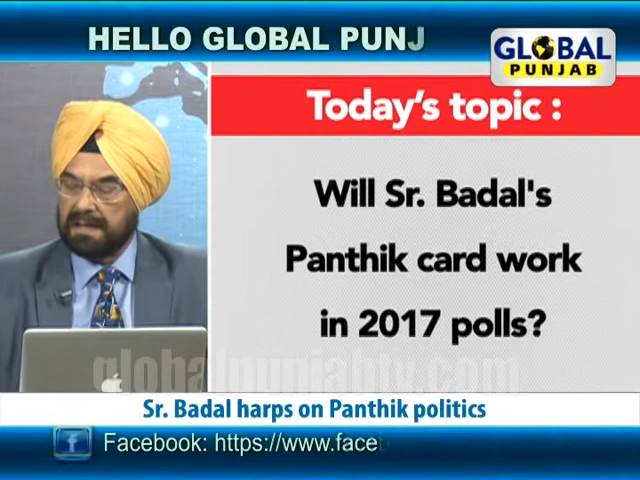 HELLO GLOBAL PUNJ
GLOBAL
PUNJAB
Today's topic :
Will Sr. Badal's
Panthik card work
in 2017 polls?
globalpunjabtv.com
Sr. Badal harps on Panthik politics
f Facebook: https://www.face